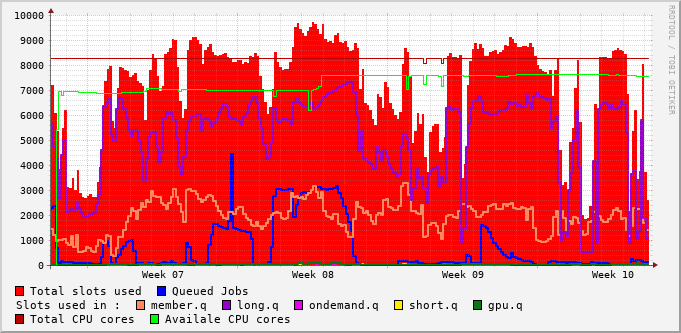 10000
9000
8000
7000
6000
5000
4000
3000
2000
1000
0
Week 07 Week 08 Week 09 Week 10
RRDTOOL / TOBI OETIKER
Total slots used Queued Jobs
Slots used in : member.q long.q ondemand.q short.q gpu.q
Total CPU cores Availale CPU cores